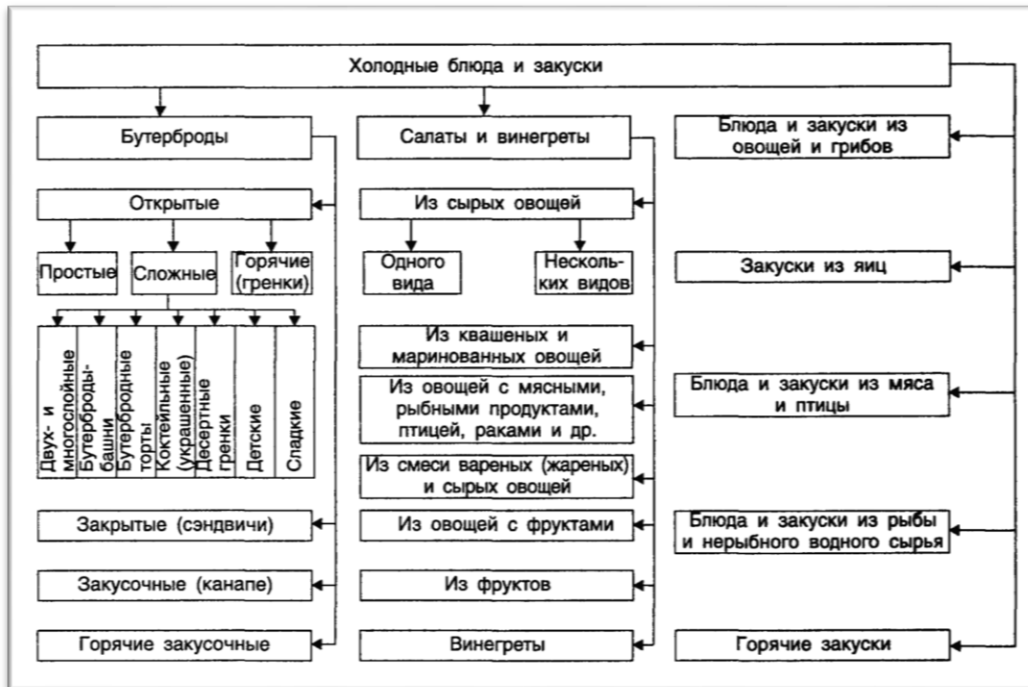 Холодные блюда и закуски
Бутерброды
Салаты и винегреты
Блюда и закуски из
овощей и грибов
Открытые
Из сырых овощей
Простые
Сложные
Горячие
(гренки)
Одного
вида
Несколь-
ких видов
Закуски из яиц
Двух- и
многослойные
Бутерброды-
башни
Бутербродные
торты
Коктейльные
(украшенные)
Десертные
гренки
Детские
Сладкие
Из квашеных и
маринованных овощей
Из овощей с мясными,
рыбными продуктами,
птицей, раками и др.
Блюда и закуски из мяса
и птицы
Из смеси вареных (жареных)
и сырых овощей
Закрытые (сэндвичи)
Из овощей с фруктами
Блюда и закуски из рыбы
и нерыбного водного сырья
Закусочные (канапе)
Из фруктов
Горячие закусочные
Винегреты
Горячие закуски